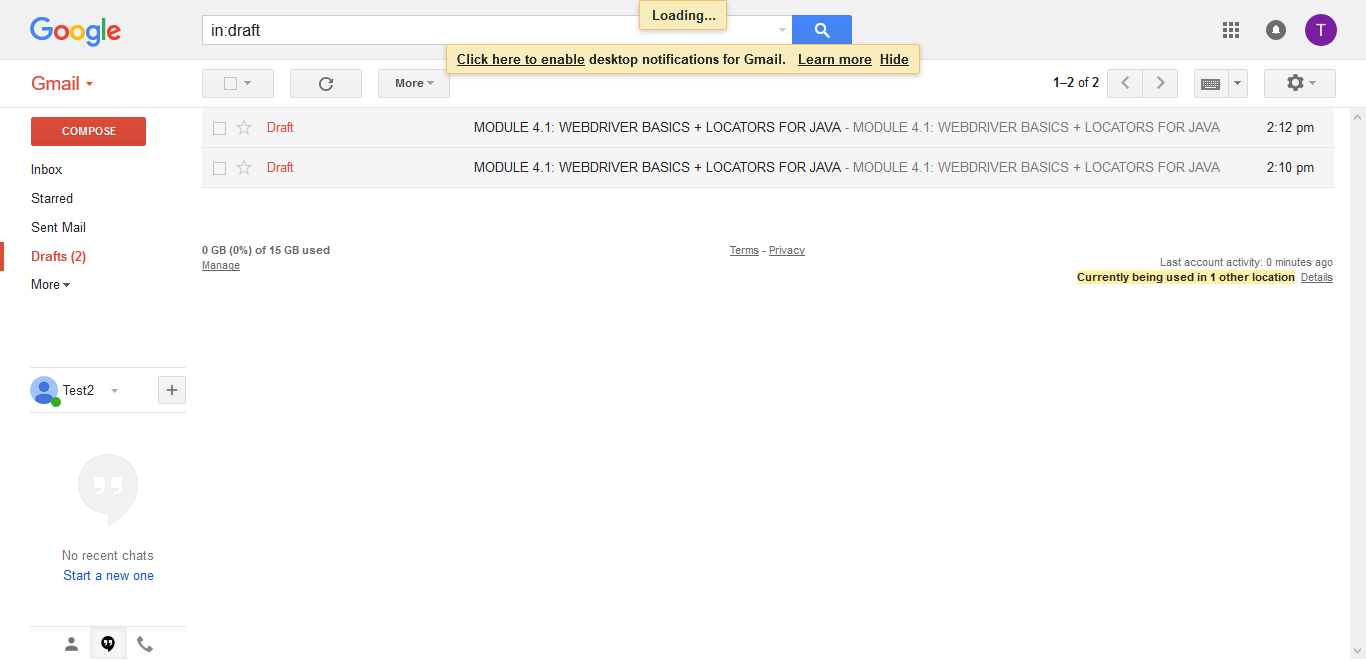 Google
in:draft
Loading...
T
Click here to enable desktop notifications for Gmail. Learn more Hide
Gmail
More
1–2 of 2
COMPOSE
Draft MODULE 4.1: WEBDRIVER BASICS + LOCATORS FOR JAVA - MODULE 4.1: WEBDRIVER BASICS + LOCATORS FOR JAVA 2:12 pm
Draft MODULE 4.1: WEBDRIVER BASICS + LOCATORS FOR JAVA - MODULE 4.1: WEBDRIVER BASICS + LOCATORS FOR JAVA 2:10 pm
Inbox
Starred
Sent Mail
Drafts (2)
More
0 GB (0%) of 15 GB used
Manage
Terms - Privacy
Last account activity: 0 minutes ago
Currently being used in 1 other location Details
Test2
No recent chats
Start a new one